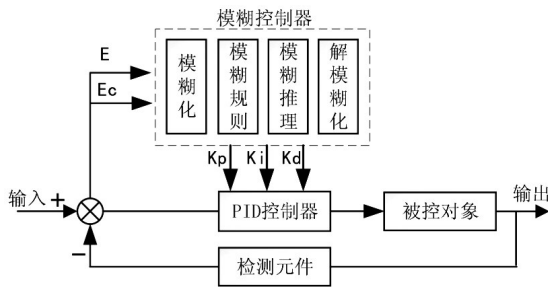 模糊控制器
E
Ec
模糊化
模糊规则
模糊推理
解模糊化
Kp
Ki
Kd
输入
+
PID控制器
被控对象
输出
−
检测元件